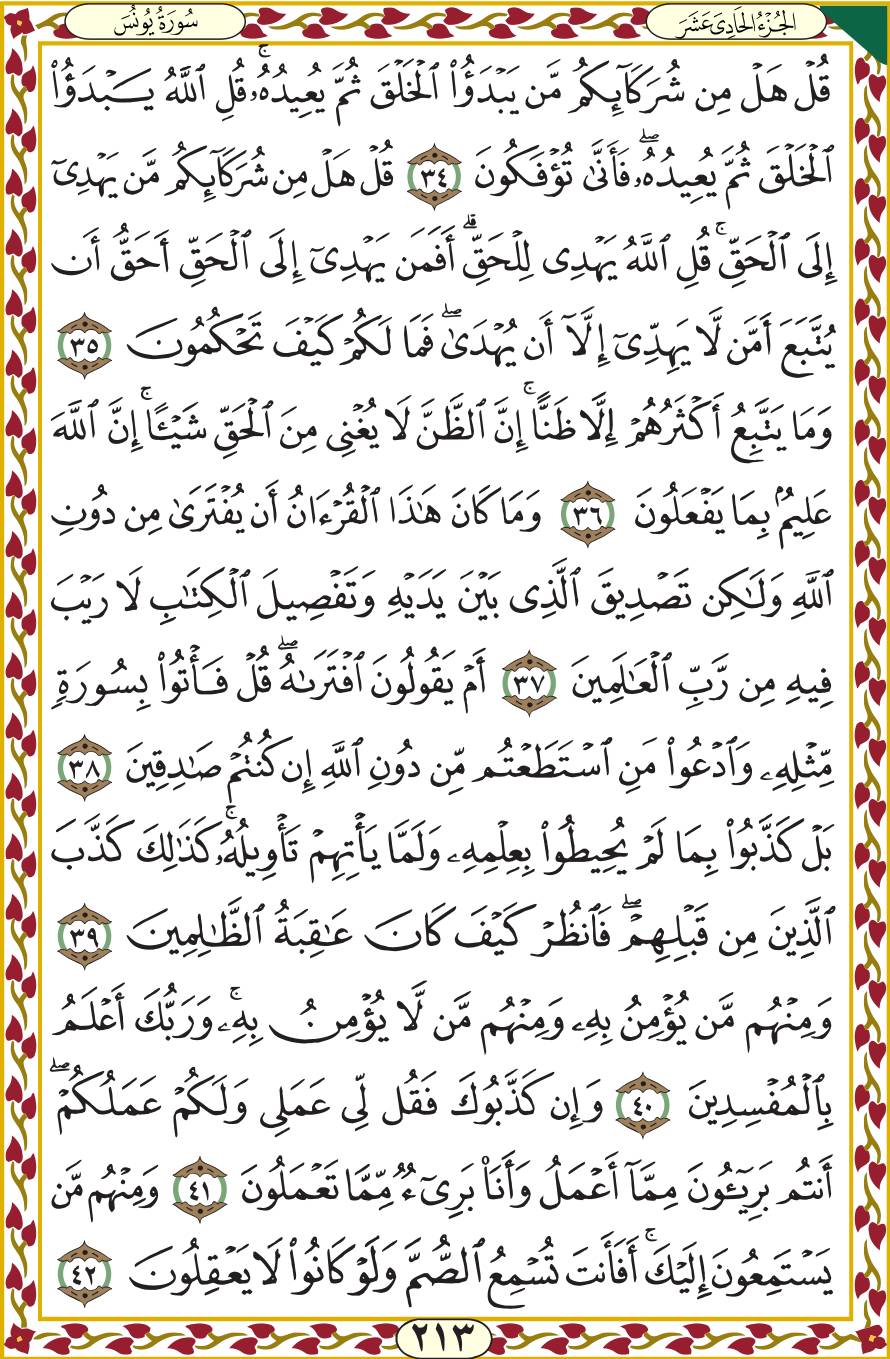 الجُزْءُ الحَادِىَ عَشَرَ
سُورَةُ يُونُسَ
قُلْ هَلْ مِن شُرَكَآئِكُم مَّن يَبْدَؤُا۟ ٱلْخَلْقَ ثُمَّ يُعِيدُهُۥ ۚ قُلِ ٱللَّهُ يَبْدَؤُا۟
ٱلْخَلْقَ ثُمَّ يُعِيدُهُۥ ۖ فَأَنَّىٰ تُؤْفَكُونَ ٣٤ قُلْ هَلْ مِن شُرَكَآئِكُم مَّن يَهْدِىٓ
إِلَى ٱلْحَقِّ ۚ قُلِ ٱللَّهُ يَهْدِى لِلْحَقِّ ۗ أَفَمَن يَهْدِىٓ إِلَى ٱلْحَقِّ أَحَقُّ أَن
يُتَّبَعَ أَمَّن لَّا يَهِدِّىٓ إِلَّآ أَن يُهْدَىٰ ۖ فَمَا لَكُمْ كَيْفَ تَحْكُمُونَ ٣٥
وَمَا يَتَّبِعُ أَكْثَرُهُمْ إِلَّا ظَنًّا ۚ إِنَّ ٱلظَّنَّ لَا يُغْنِى مِنَ ٱلْحَقِّ شَيْـًٔا ۚ إِنَّ ٱللَّهَ
عَلِيمٌۢ بِمَا يَفْعَلُونَ ٣٦ وَمَا كَانَ هَٰذَا ٱلْقُرْءَانُ أَن يُفْتَرَىٰ مِن دُونِ
ٱللَّهِ وَلَٰكِن تَصْدِيقَ ٱلَّذِى بَيْنَ يَدَيْهِ وَتَفْصِيلَ ٱلْكِتَٰبِ لَا رَيْبَ
فِيهِ مِن رَّبِّ ٱلْعَٰلَمِينَ ٣٧ أَمْ يَقُولُونَ ٱفْتَرَىٰهُ ۖ قُلْ فَأْتُوا۟ بِسُورَةٍ
مِّثْلِهِۦ وَٱدْعُوا۟ مَنِ ٱسْتَطَعْتُم مِّن دُونِ ٱللَّهِ إِن كُنتُمْ صَٰدِقِينَ ٣٨
بَلْ كَذَّبُوا۟ بِمَا لَمْ يُحِيطُوا۟ بِعِلْمِهِۦ وَلَمَّا يَأْتِهِمْ تَأْوِيلُهُۥ ۚ كَذَٰلِكَ كَذَّبَ
ٱلَّذِينَ مِن قَبْلِهِمْ ۖ فَٱنظُرْ كَيْفَ كَانَ عَٰقِبَةُ ٱلظَّٰلِمِينَ ٣٩
وَمِنْهُم مَّن يُؤْمِنُ بِهِۦ وَمِنْهُم مَّن لَّا يُؤْمِنُ بِهِۦ ۚ وَرَبُّكَ أَعْلَمُ
بِٱلْمُفْسِدِينَ ٤٠ وَإِن كَذَّبُوكَ فَقُل لِّى عَمَلِى وَلَكُمْ عَمَلُكُمْ ۖ
أَنتُم بَرِيٓـُٔونَ مِمَّآ أَعْمَلُ وَأَنَا۠ بَرِىٓءٌ مِّمَّا تَعْمَلُونَ ٤١ وَمِنْهُم مَّن
يَسْتَمِعُونَ إِلَيْكَ ۚ أَفَأَنتَ تُسْمِعُ ٱلصُّمَّ وَلَوْ كَانُوا۟ لَا يَعْقِلُونَ ٤٢
٢١٣